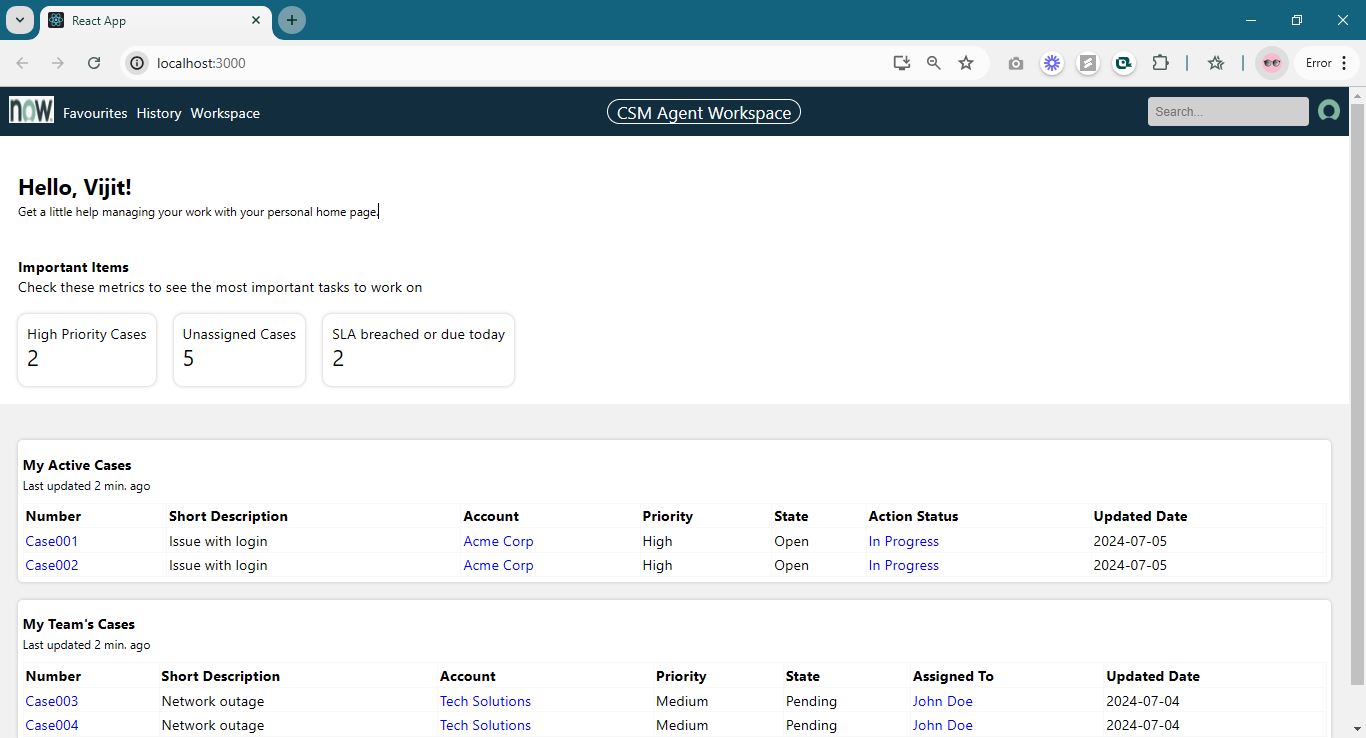 React App
localhost:3000
Error
now Favourites History Workspace CSM Agent Workspace Search...
Hello, Vijit!
Get a little help managing your work with your personal home page.
Important Items
Check these metrics to see the most important tasks to work on
High Priority Cases Unassigned Cases SLA breached or due today
2 5 2
My Active Cases
Last updated 2 min. ago
Number Short Description Account Priority State Action Status Updated Date
Case001 Issue with login Acme Corp High Open In Progress 2024-07-05
Case002 Issue with login Acme Corp High Open In Progress 2024-07-05
My Team's Cases
Last updated 2 min. ago
Number Short Description Account Priority State Assigned To Updated Date
Case003 Network outage Tech Solutions Medium Pending John Doe 2024-07-04
Case004 Network outage Tech Solutions Medium Pending John Doe 2024-07-04